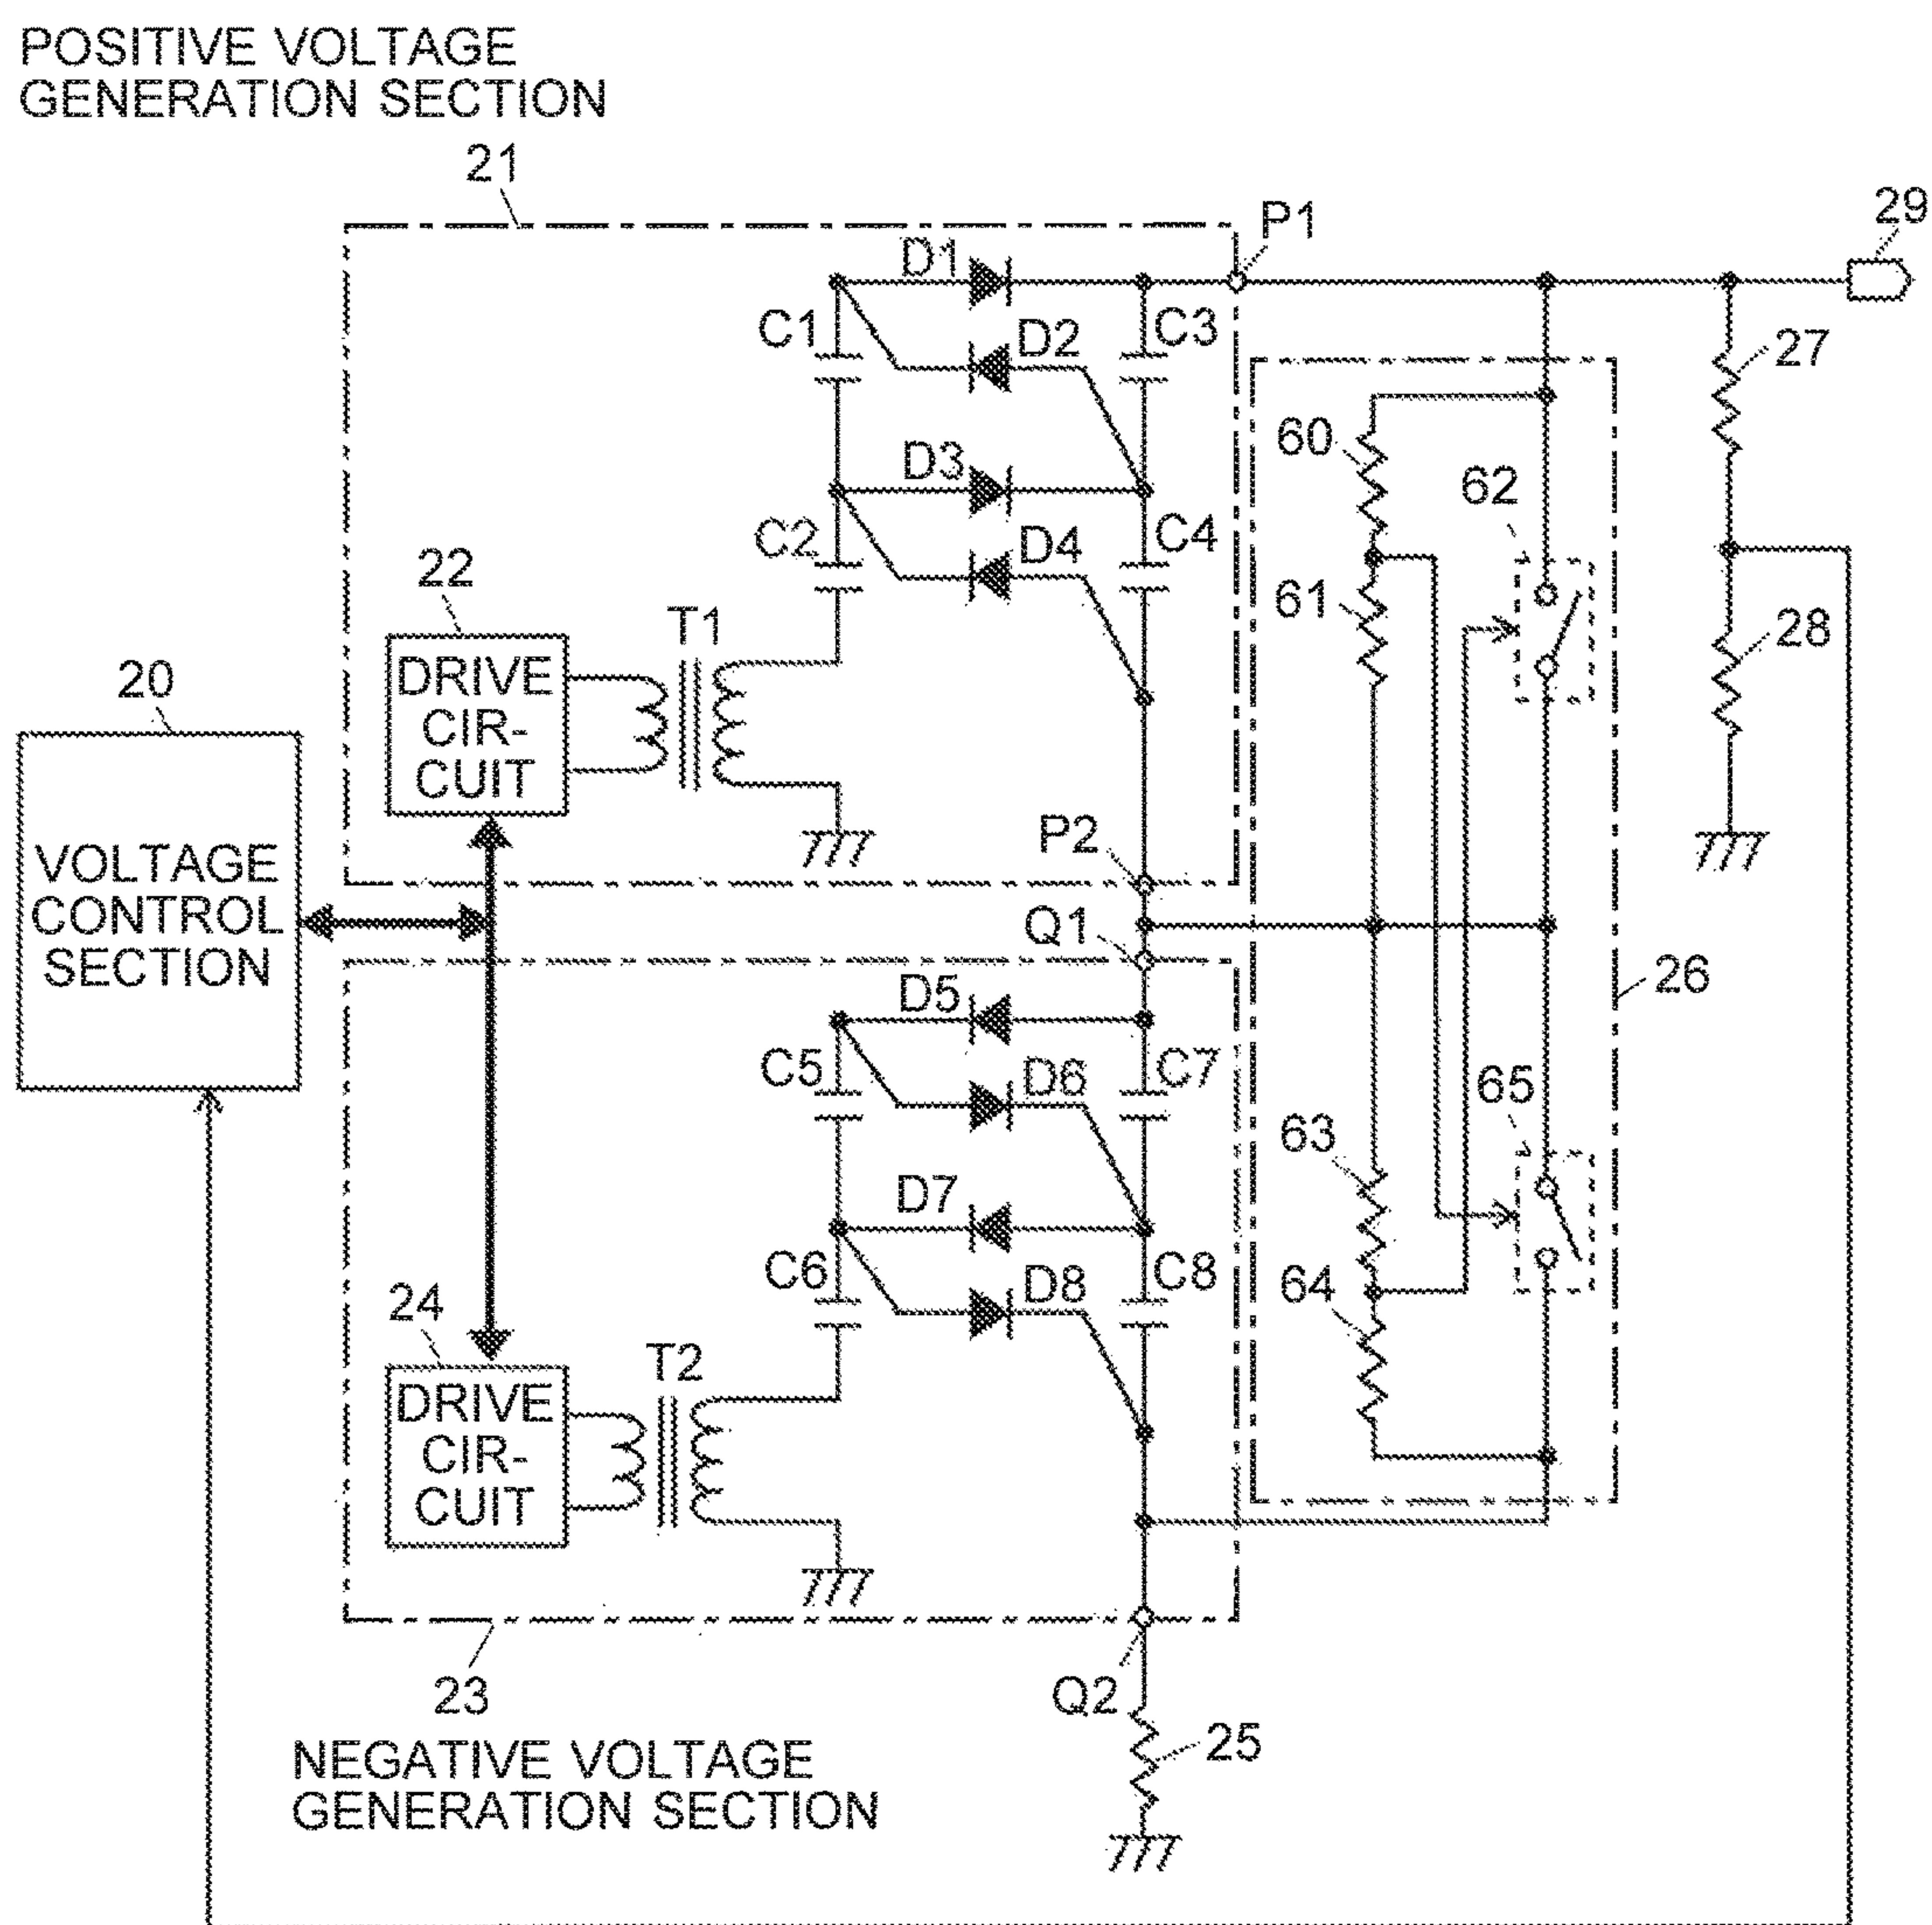 POSITIVE VOLTAGE
GENERATION SECTION
21
P1
29
D1
C1
D2
C3
27
60
62
D3
C2
D4
C4
22
61
T1
28
DRIVE
CIR-
CUIT
20
P2
VOLTAGE
CONTROL
SECTION
Q1
26
D5
C5
D6
C7
65
63
D7
C6
D8
C8
64
24
T2
DRIVE
CIR-
CUIT
23
Q2
25
NEGATIVE VOLTAGE
GENERATION SECTION